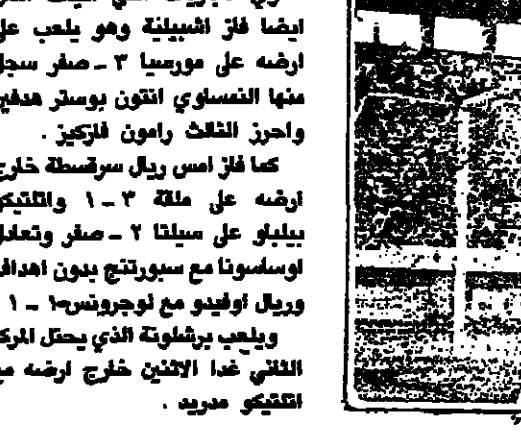 ايضا فاز اشبيلية وهو يلعب على
ارضه على مورسيا ٣ ـ صفر سجل
منها النمساوي انتون بوستر هدفين
واحرز الثالث رامون فازكيز .
كما فاز امس ريال سرقسطة خارج
ارضه على ملقة ٣ ـ ١ واتلتيكو
بيلباو على سيلتا ٢ ـ صفر وتعادل
اوساسونا مع سبورتنج بدون اهداف
وريال اوفيدو مع لوجرونس ١ ـ ١
ويلعب برشلونة الذي يحتل المركز
الثاني غدا الاثنين خارج ارضه مع
اتلتيكو مدريد .